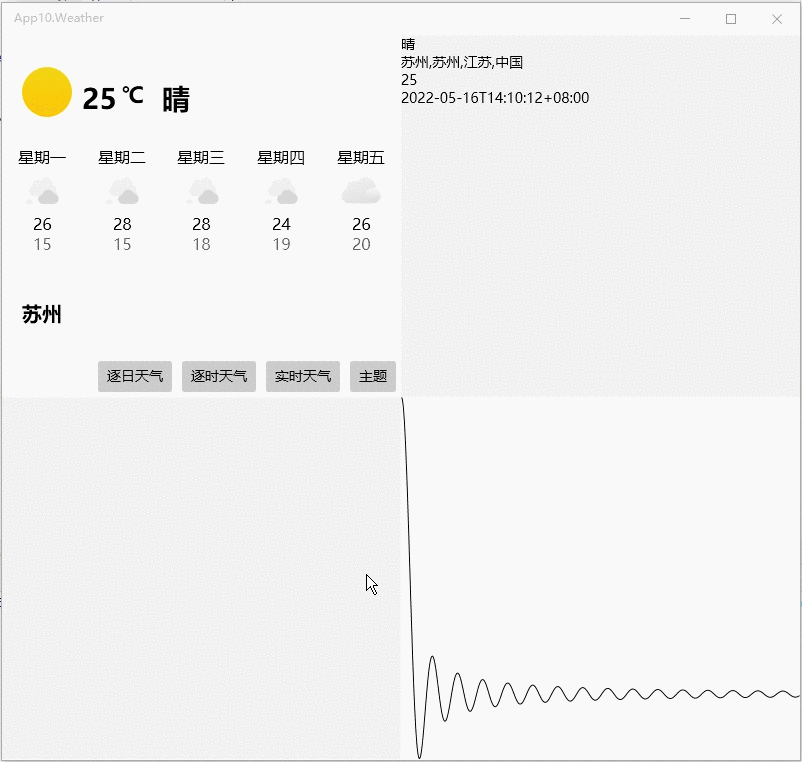 App10.Weather
25 ℃ 晴
星期一 星期二 星期三 星期四 星期五
26 28 28 24 26
15 15 18 19 20
苏州
逐日天气 逐时天气 实时天气 主题
晴
苏州,苏州,江苏,中国
25
2022-05-16T14:10:12+08:00